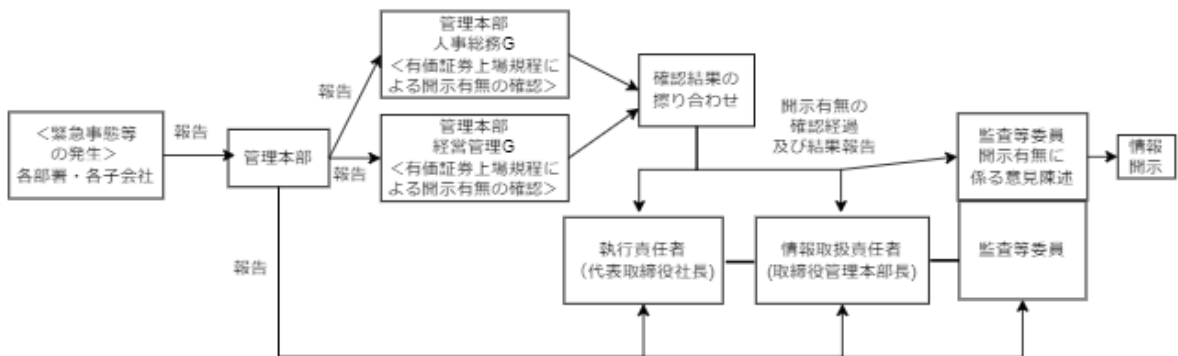 ＜緊急事態等
の発生＞
各部署・各子会社
報告
管理本部
報告
報告
管理本部
人事総務G
＜有価証券上場規程によ
る開示有無の確認＞
管理本部
経営管理G
＜有価証券上場規程によ
る開示有無の確認＞
確認結果の
擦り合わせ
開示有無の
確認経過
及び結果報告
監査等委員
開示有無に
係る意見陳述
情報
開示
執行責任者
（代表取締役社長)
情報取扱責任者
(取締役管理本部長)
監査等委員
報告